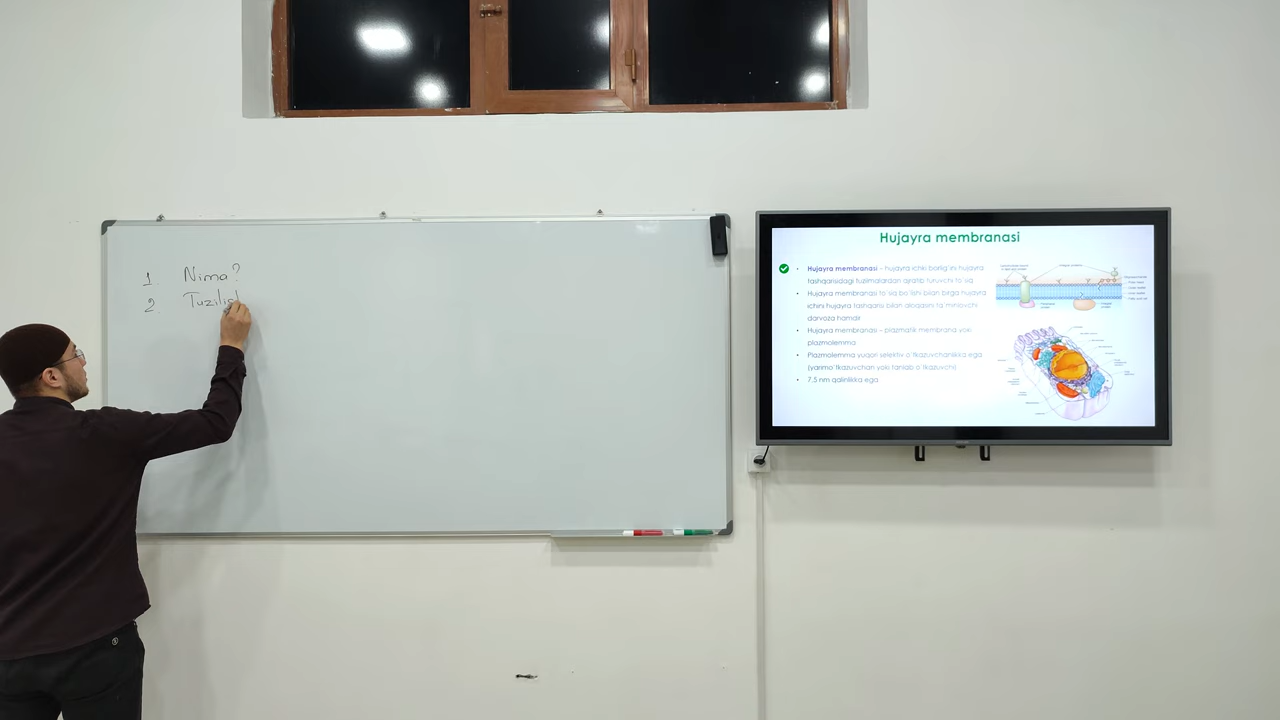 1 Nima?
2 Tuzilish
Hujayra membranasi
Hujayra membranasi – hujayra ichki borlig'ini hujayra
tashqarisidagi tuzilmalardan ajratib turuvchi to'siq
Hujayra membranasi to'siq bo'lishi bilan birga hujayra
ichini hujayra tashqarisi bilan aloqasini ta'minlovchi
darvoza hamdir
Hujayra membranasi – plazmatik membrana yoki
plazmolemma
Plazmolemma yuqori selektiv o'tkazuvchanlikka ega
(yarimo'tkazuvchan yoki tanlab o'tkazuvchi)
7.5 nm qalinlikka ega